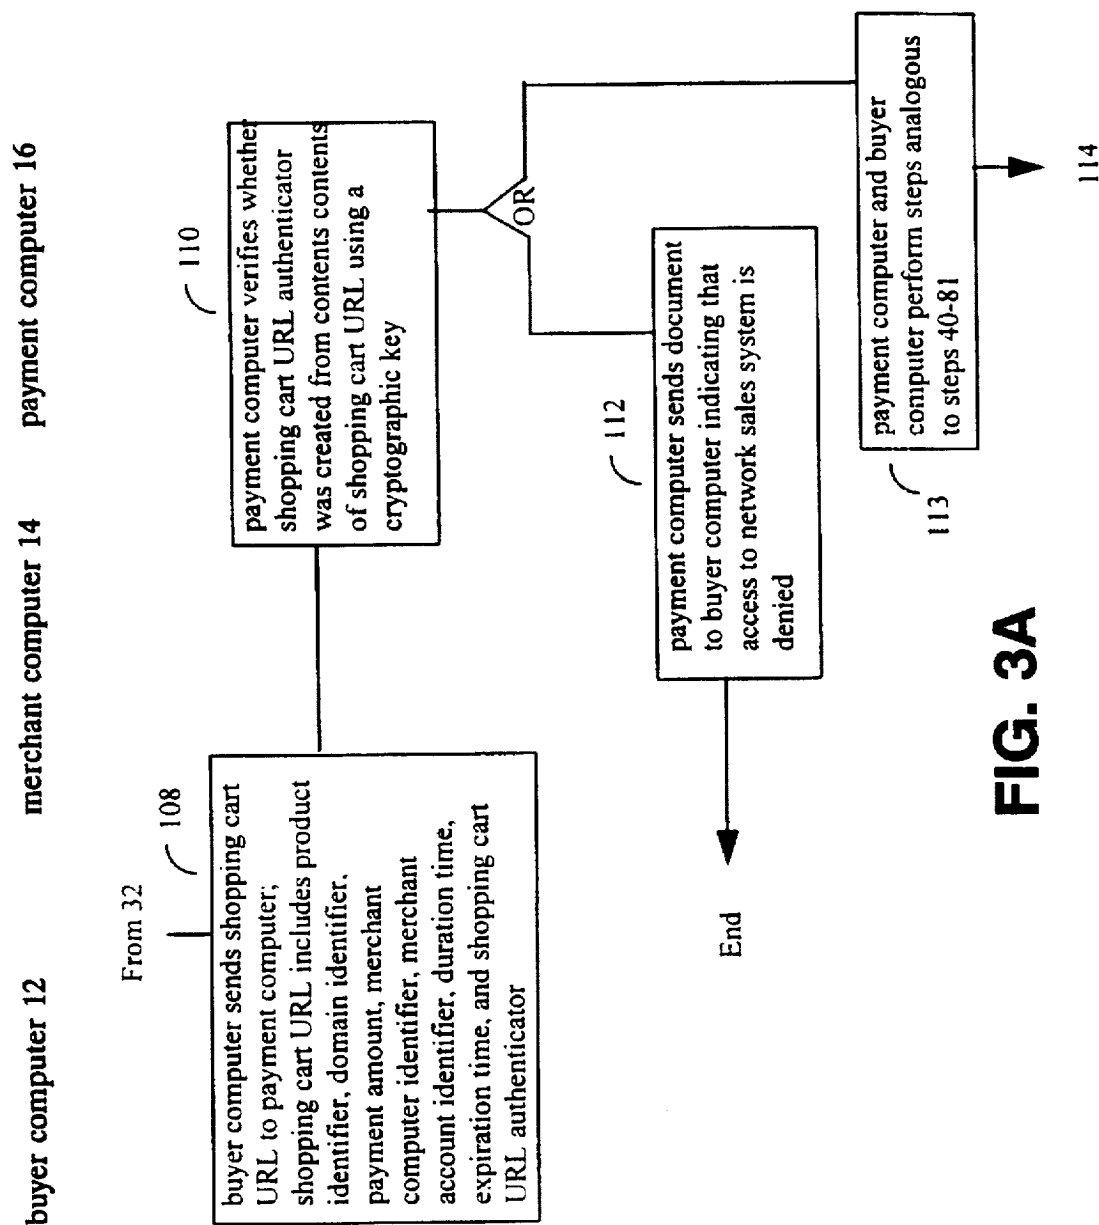 buyer computer 12
merchant computer 14
payment computer 16
From 32
108
buyer computer sends shopping cart
URL to payment computer;
shopping cart URL includes product
identifier, domain identifier,
payment amount, merchant
computer identifier, merchant
account identifier, duration time,
expiration time, and shopping cart
URL authenticator
110
payment computer verifies whether
shopping cart URL authenticator
was created from contents contents
of shopping cart URL using a
cryptographic key
OR
112
payment computer sends document
to buyer computer indicating that
access to network sales system is
denied
End
payment computer and buyer
computer perform steps analogous
to steps 40-81
113
114
FIG. 3A